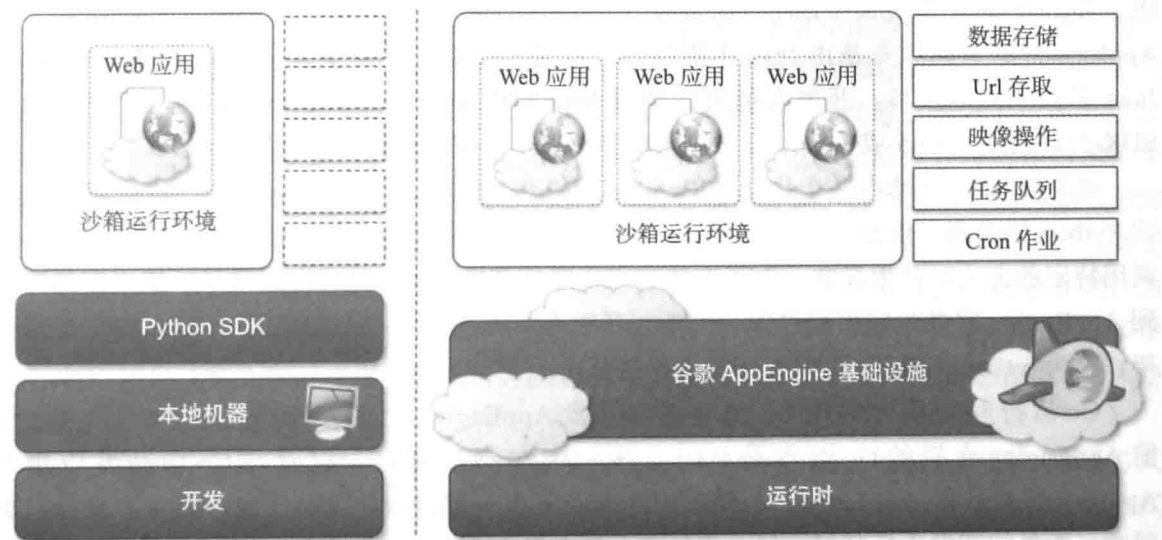 Web 应用
沙箱运行环境
Python SDK
本地机器
开发
Web 应用
Web 应用
Web 应用
沙箱运行环境
数据存储
Url 存取
映像操作
任务队列
Cron 作业
谷歌 AppEngine 基础设施
运行时